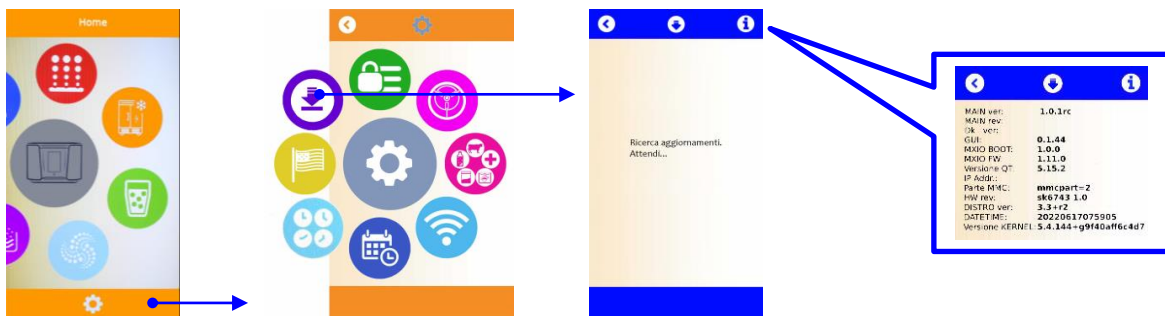 Home
Ricerca aggiornamenti.
Attendi...
MAIN ver: 1.0.1rc
MAIN rev:
ver:
GUI: 0.1.44
MXIO BOOT: 1.0.0
MXIO FW 1.11.0
Versione QT: 5.15.2
IP Addr.:
Parte MMC: mmcpart=2
HW rev: sk6743 1.0
DISTRO ver: 3.3+r2
DATETIME: 20220617075905
Versione KERNEL: 5.4.144+g9f40aff6c4d7